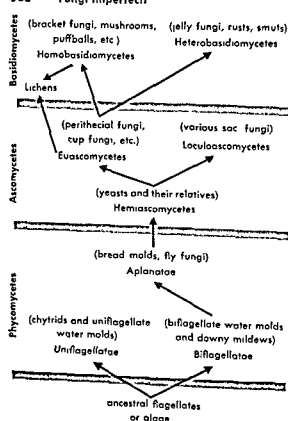 Fungi Imperfecti
Basidiomycetes
(bracket fungi, mushrooms,
puffballs, etc )
Homobasidiomycetes
(jelly fungi, rusts, smuts)
Heterobasidiomycetes
Lichens
Ascomycetes
(perithecial fungi,
cup fungi, etc.)
Euascomycetes
(various sac fungi)
Loculoascomycetes
(yeasts and their relatives)
Hemiascomycetes
Phycomycetes
(bread molds, fly fungi)
Aplanatae
(chytrids and uniflagellate
water molds)
Uniflagellatae
(biflagellate water molds
and downy mildews)
Biflagellatae
ancestral flagellates
or algae